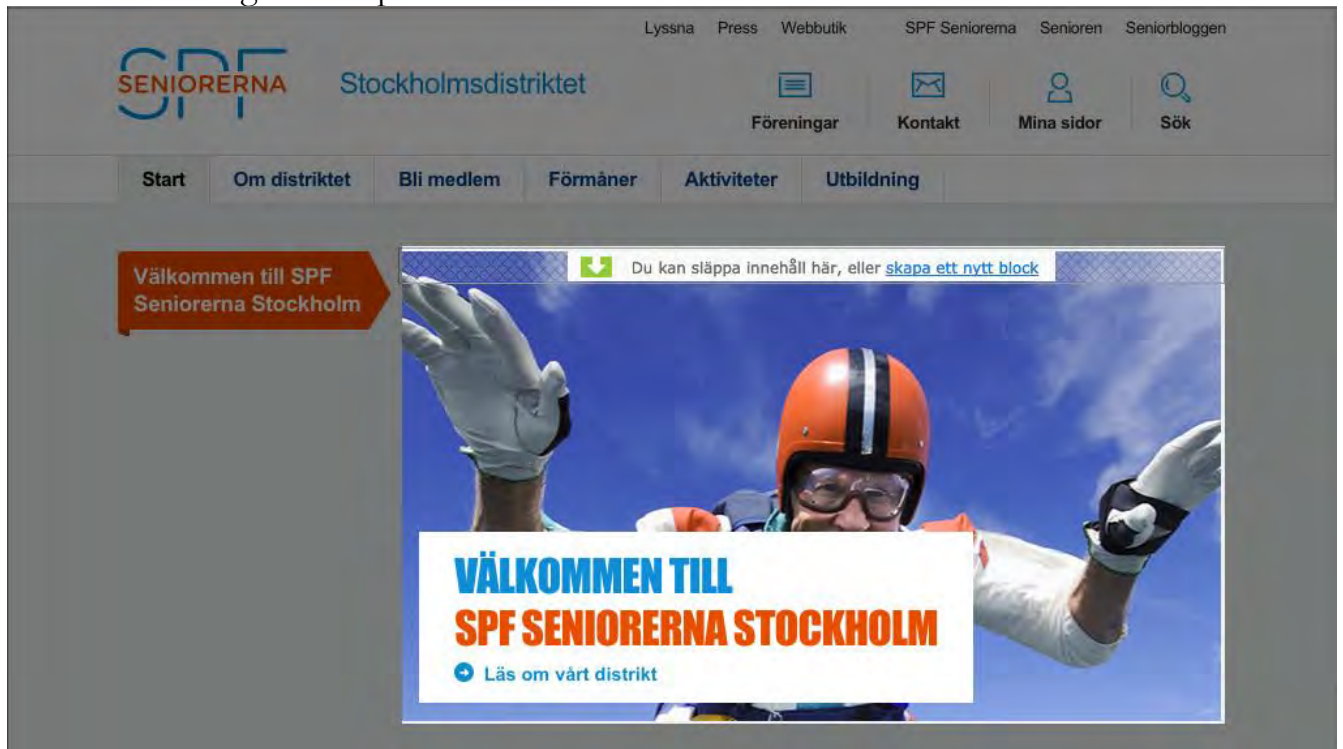 Lyssna Press Webbutik SPF Seniorerna Senioren Seniorbloggen
SPF
SENIORERNA
Stockholmsdistriktet
Föreningar Kontakt Mina sidor Sök
Start Om distriktet Bli medlem Förmåner Aktiviteter Utbildning
Välkommen till SPF
Seniorerna Stockholm
Du kan släppa innehåll här, eller skapa ett nytt block
VÄLKOMMEN TILL
SPF SENIORERNA STOCKHOLM
Läs om vårt distrikt